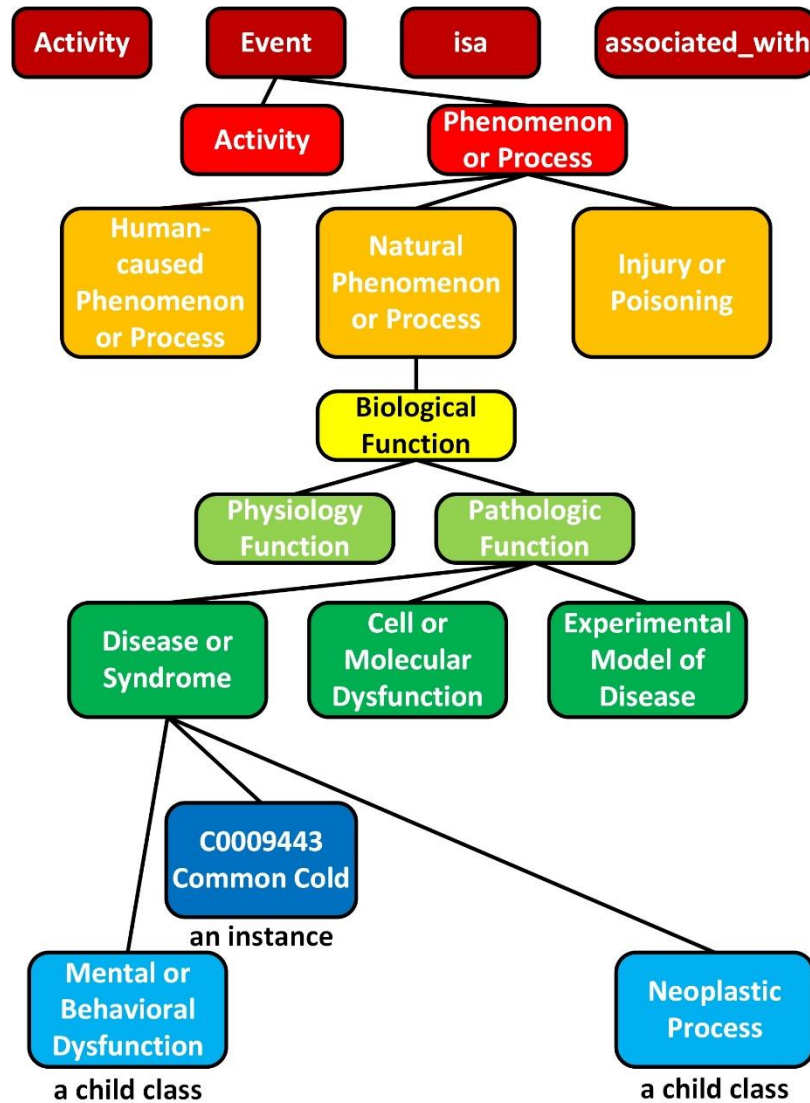 Activity
Event
isa
associated_with
Activity
Phenomenon
or Process
Human-
caused
Phenomenon
or Process
Natural
Phenomenon
or Process
Injury or
Poisoning
Biological
Function
Physiology
Function
Pathologic
Function
Disease or
Syndrome
Cell or
Molecular
Dysfunction
Experimental
Model of
Disease
C0009443
Common Cold
an instance
Mental or
Behavioral
Dysfunction
a child class
Neoplastic
Process
a child class